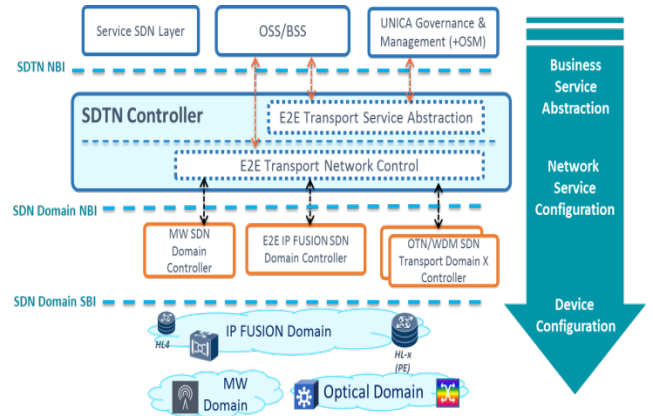 Service SDN Layer
OSS/BSS
UNICA Governance &
Management (+OSM)
SDTN NBI
Business
Service
Abstraction
SDTN Controller
E2E Transport Service Abstraction
E2E Transport Network Control
Network
Service
Configuration
SDN Domain NBI
MW SDN
Domain
Controller
E2E IP FUSION SDN
Domain Controller
OTN/WDM SDN
Transport Domain X
Controller
SDN Domain SBI
Device
Configuration
IP FUSION Domain
HL4
HL-x
(PE)
MW
Domain
Optical Domain